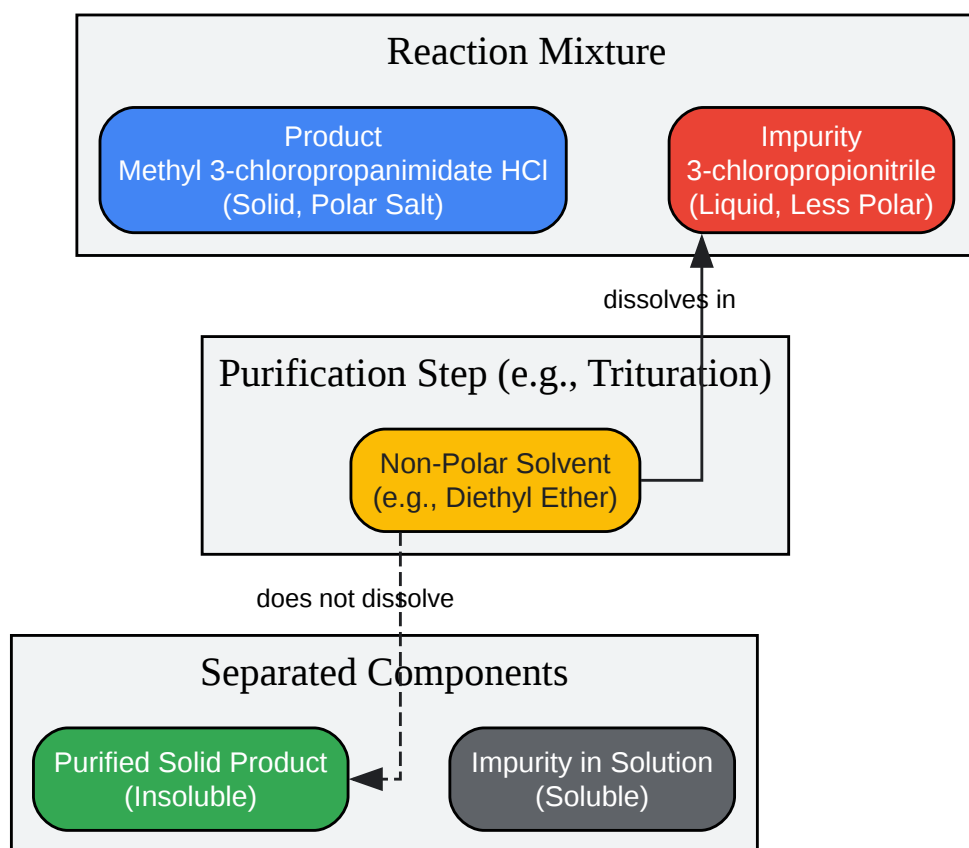 Reaction Mixture
Product
Methyl 3-chloropropanimidate HCl
(Solid, Polar Salt)
Impurity
3-chloropropionitrile
(Liquid, Less Polar)
dissolves in
Purification Step (e.g., Trituration)
Non-Polar Solvent
(e.g., Diethyl Ether)
does not dissolve
Separated Components
Purified Solid Product
(Insoluble)
Impurity in Solution
(Soluble)